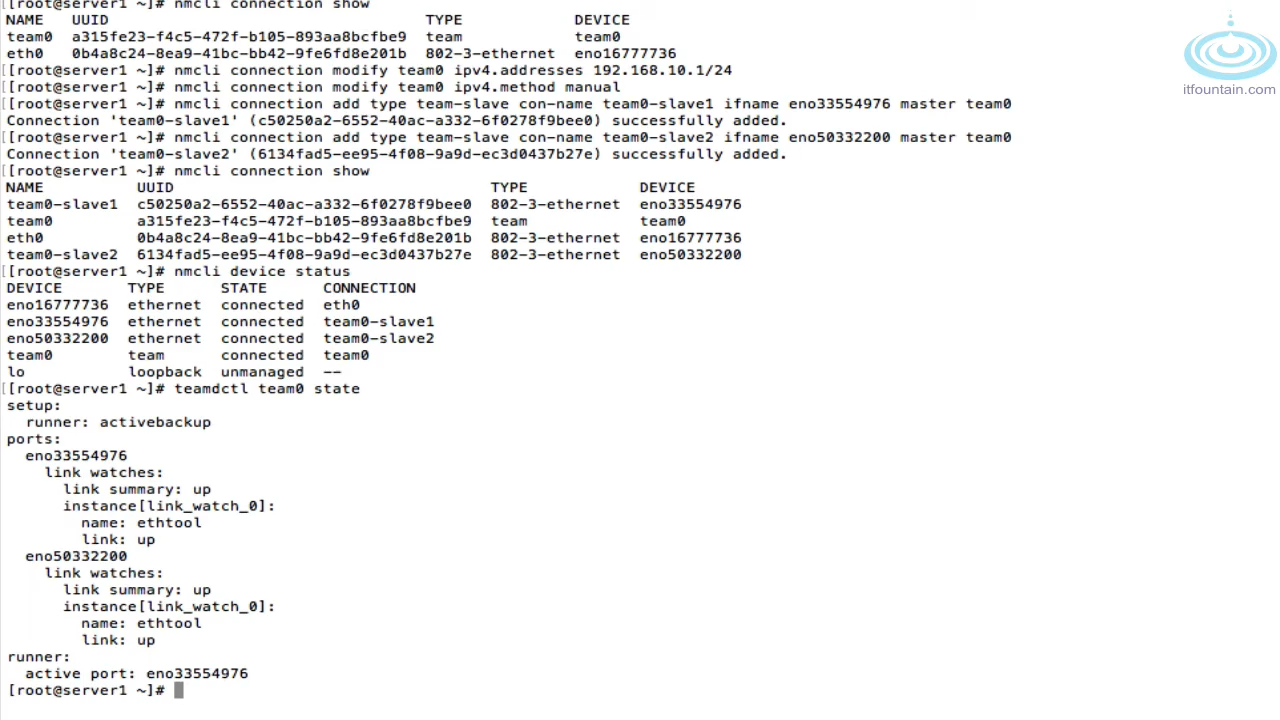 [[root@server1 ~]# nmcli connection show
NAME UUID TYPE DEVICE
team0 a315fe23-f4c5-472f-b105-893aa8bcfbe9 team team0
eth0 0b4a8c24-8ea9-41bc-bb42-9fe6fd8e201b 802-3-ethernet eno16777736
[[root@server1 ~]# nmcli connection modify team0 ipv4.addresses 192.168.10.1/24
[[root@server1 ~]# nmcli connection modify team0 ipv4.method manual
[[root@server1 ~]# nmcli connection add type team-slave con-name team0-slave1 ifname eno33554976 master team0
Connection 'team0-slave1' (c50250a2-6552-40ac-a332-6f0278f9bee0) successfully added.
[[root@server1 ~]# nmcli connection add type team-slave con-name team0-slave2 ifname eno50332200 master team0
Connection 'team0-slave2' (6134fad5-ee95-4f08-9a9d-ec3d0437b27e) successfully added.
[[root@server1 ~]# nmcli connection show
NAME UUID TYPE DEVICE
team0-slave1 c50250a2-6552-40ac-a332-6f0278f9bee0 802-3-ethernet eno33554976
team0 a315fe23-f4c5-472f-b105-893aa8bcfbe9 team team0
eth0 0b4a8c24-8ea9-41bc-bb42-9fe6fd8e201b 802-3-ethernet eno16777736
team0-slave2 6134fad5-ee95-4f08-9a9d-ec3d0437b27e 802-3-ethernet eno50332200
[[root@server1 ~]# nmcli device status
DEVICE TYPE STATE CONNECTION
eno16777736 ethernet connected eth0
eno33554976 ethernet connected team0-slave1
eno50332200 ethernet connected team0-slave2
team0 team connected team0
lo loopback unmanaged --
[[root@server1 ~]# teamdctl team0 state
setup:
runner: activebackup
ports:
eno33554976
link watches:
link summary: up
instance[link_watch_0]:
name: ethtool
link: up
eno50332200
link watches:
link summary: up
instance[link_watch_0]:
name: ethtool
link: up
runner:
active port: eno33554976
[root@server1 ~]#
itfountain.com